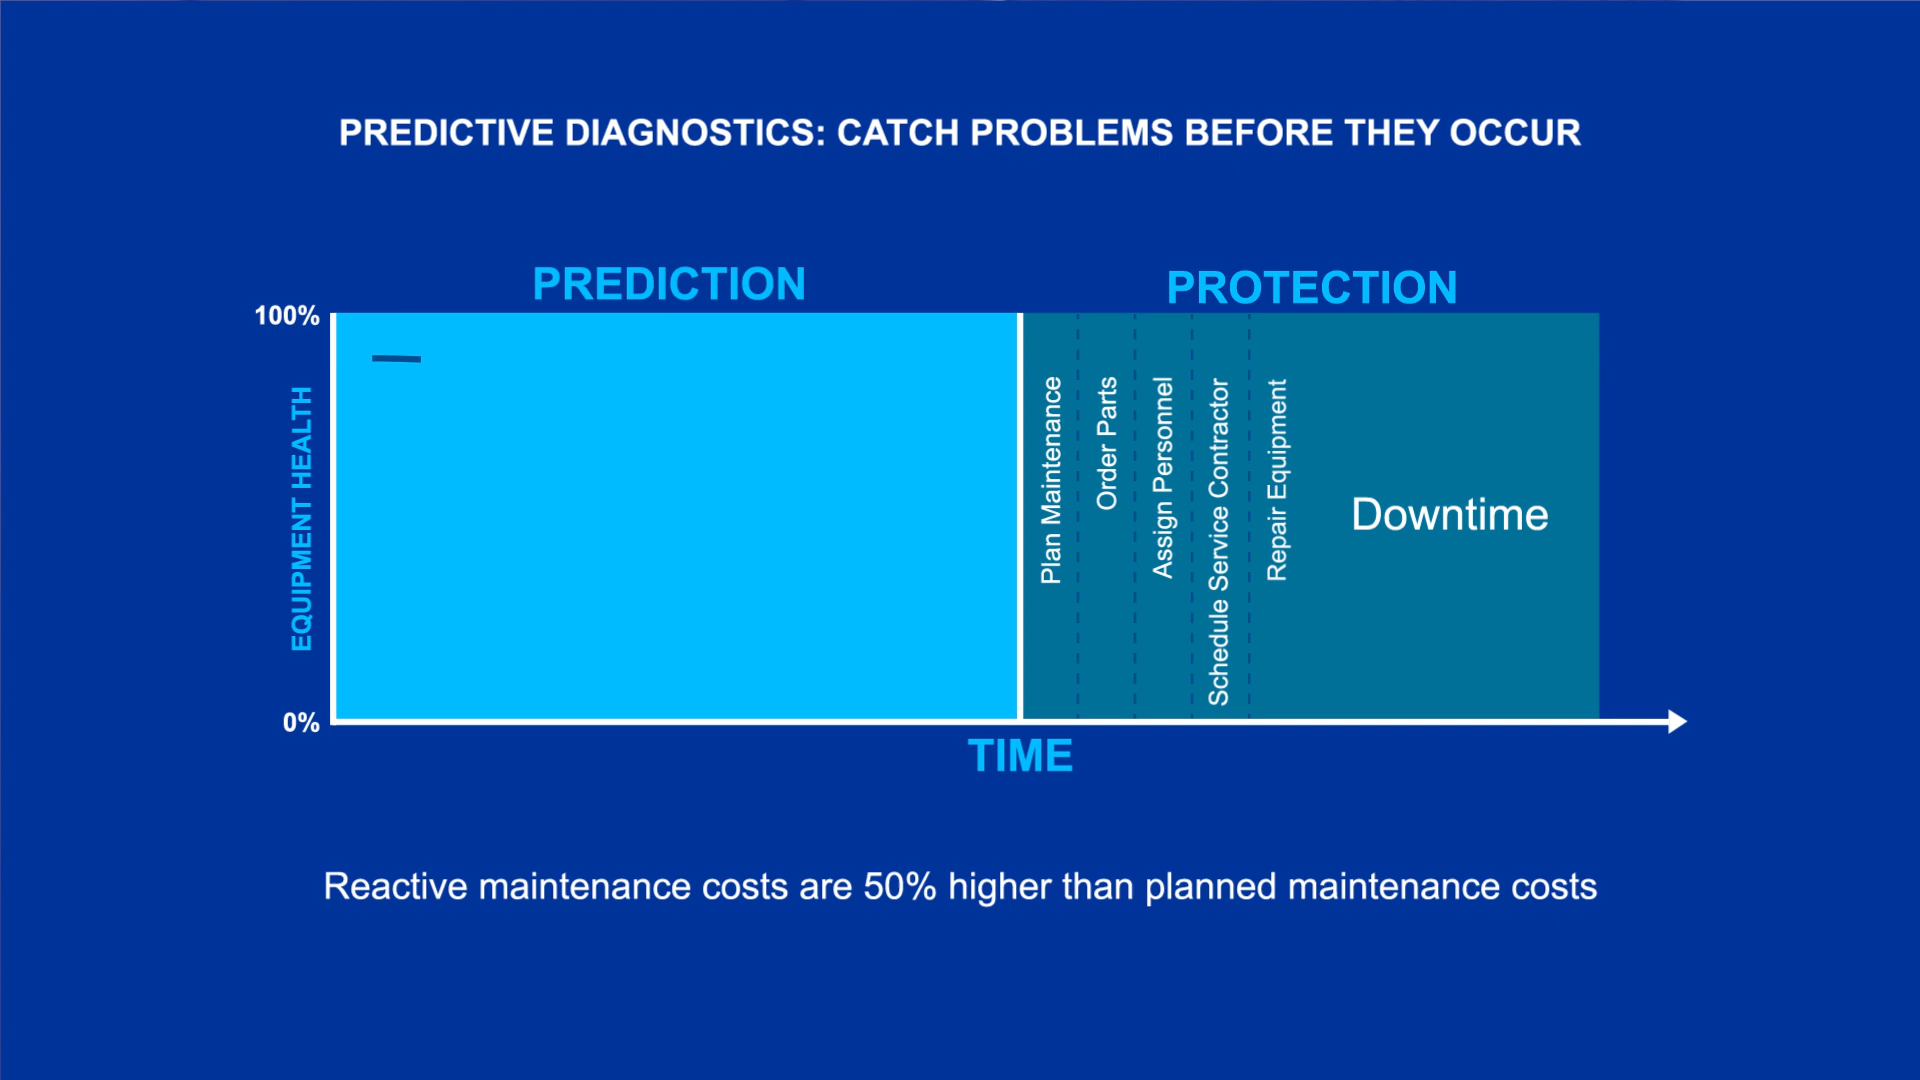 PREDICTIVE DIAGNOSTICS: CATCH PROBLEMS BEFORE THEY OCCUR
PREDICTION
PROTECTION
100%
EQUIPMENT HEALTH
0%
Plan Maintenance
Order Parts
Assign Personnel
Schedule Service Contractor
Repair Equipment
Downtime
TIME
Reactive maintenance costs are 50% higher than planned maintenance costs